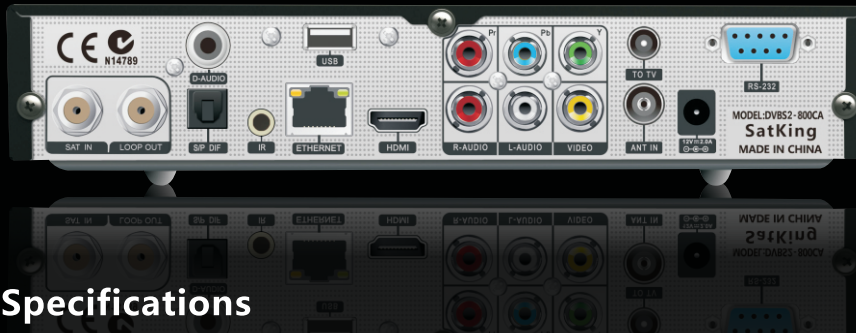 CE N14789
D-AUDIO
USB
Pr Pb Y
TO TV
RS-232
SAT IN LOOP OUT
S/P DIF
IR
ETHERNET
HDMI
R-AUDIO L-AUDIO VIDEO
ANT IN
12V 2.0A
MODEL:DVBS2-800CA
SatKing
MADE IN CHINA
Specifications